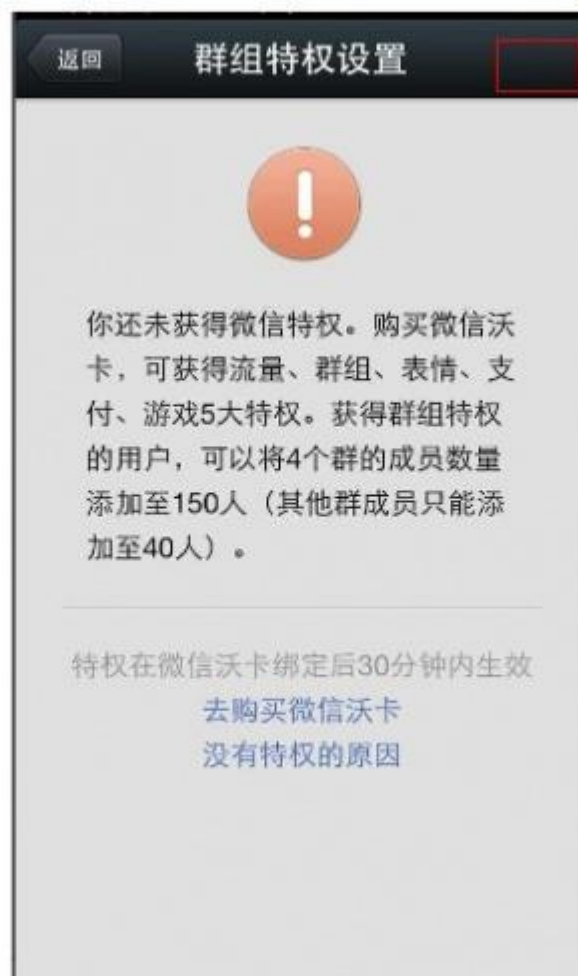 返回
群组特权设置
你还未获得微信特权。购买微信沃
卡，可获得流量、群组、表情、支
付、游戏5大特权。获得群组特权
的用户，可以将4个群的成员数量
添加至150人（其他群成员只能添
加至40人）。
特权在微信沃卡绑定后30分钟内生效
去购买微信沃卡
没有特权的原因